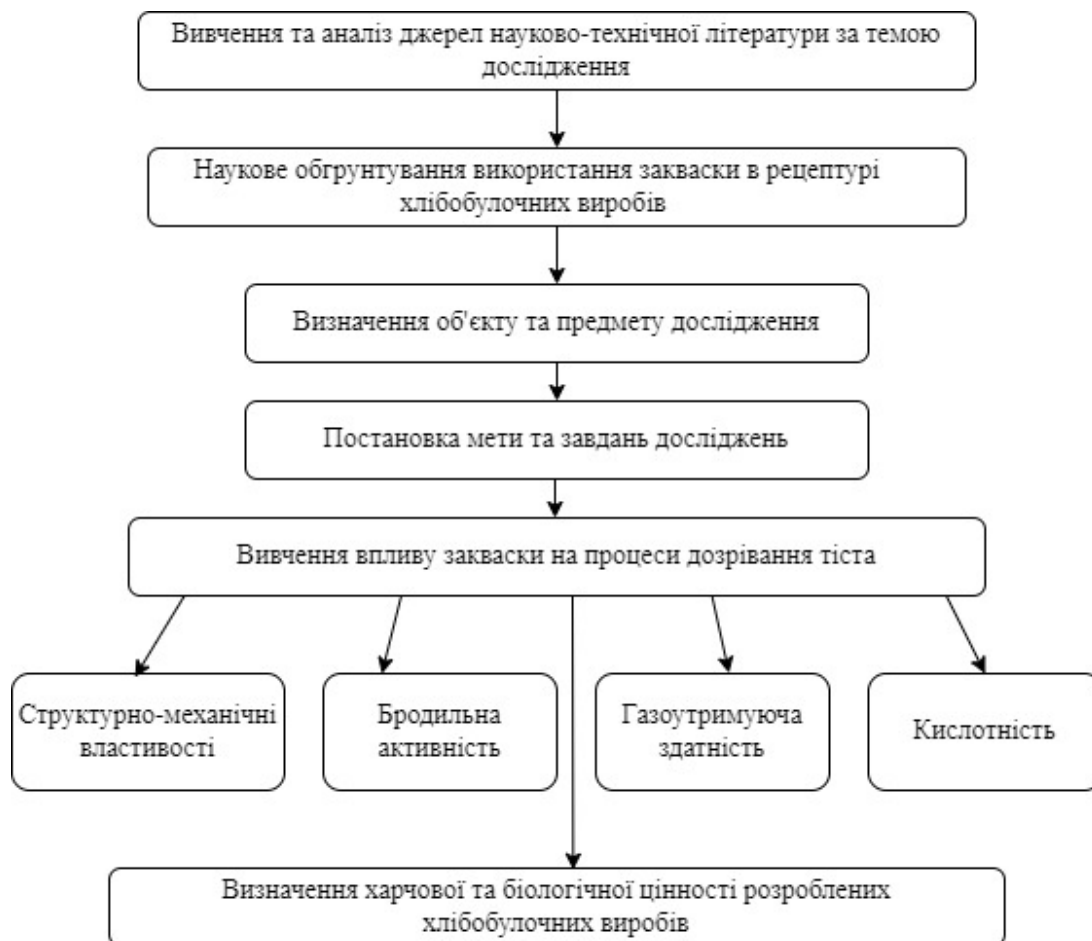 Вивчення та аналіз джерел науково-технічної літератури за темою
дослідження
Наукове обгрунтування використання закваски в рецептурі
хлібобулочних виробів
Визначення об'єкту та предмету дослідження
Постановка мети та завдань досліджень
Вивчення впливу закваски на процеси дозрівання тіста
Структурно-механічні
властивості
Бродильна
активність
Газоутримуюча
здатність
Кислотність
Визначення харчової та біологічної цінності розроблених
хлібобулочних виробів